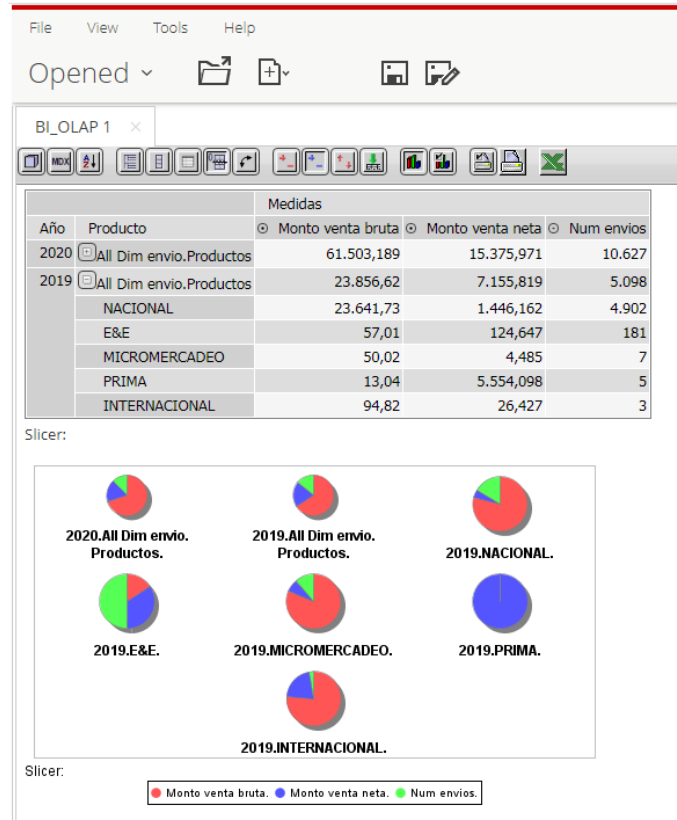 File View Tools Help
Opened
BI_OLAP 1 ×
MDX
Medidas
Año Producto Monto venta bruta Monto venta neta Num envios
2020 All Dim envio.Productos 61.503,189 15.375,971 10.627
2019 All Dim envio.Productos 23.856,62 7.155,819 5.098
NACIONAL 23.641,73 1.446,162 4.902
E&E 57,01 124,647 181
MICROMERCADEO 50,02 4,485 7
PRIMA 13,04 5.554,098 5
INTERNACIONAL 94,82 26,427 3
Slicer:
2020.All Dim envio. 2019.All Dim envio.
Productos. Productos. 2019.NACIONAL.
2019.E&E. 2019.MICROMERCADEO. 2019.PRIMA.
2019.INTERNACIONAL.
Slicer:
Monto venta bruta. Monto venta neta. Num envios.